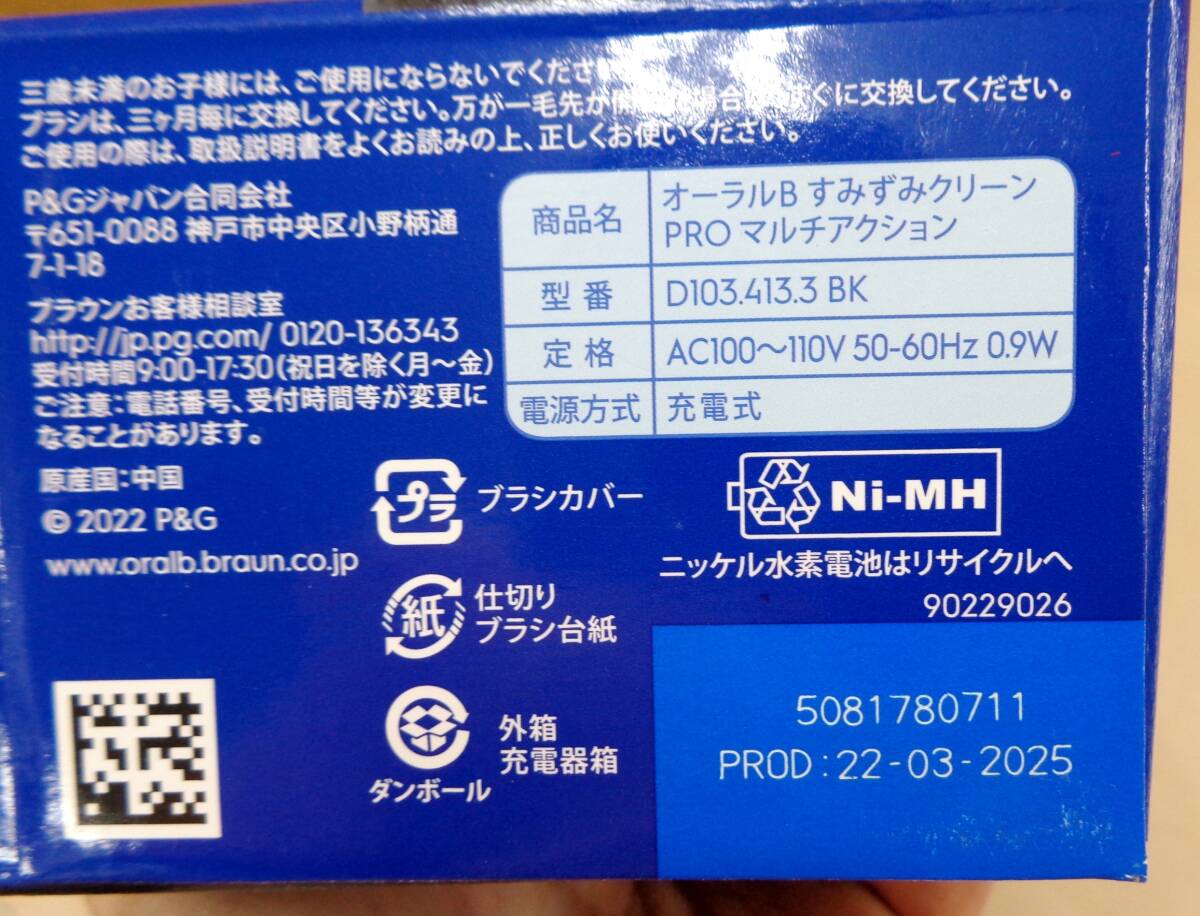 三歳未満のお子様には、ご使用にならないでくださ
ブラシは、三ヶ月毎に交換してください。万が一毛先が 場合 すぐに交換してください。
ご使用の際は、取扱説明書をよくお読みの上、正しくお使いください。
P&Gジャパン合同会社
〒651-0088 神戸市中央区小野柄通
7-1-18
ブラウンお客様相談室
http://jp.pg.com/ 0120-136343
受付時間9:00-17:30(祝日を除く月〜金)
ご注意：電話番号、受付時間等が変更に
なることがあります。
原産国：中国
© 2022 P&G
www.oralb.braun.co.jp
商品名 オーラルB すみずみクリーン
PRO マルチアクション
型番 D103.413.3 BK
定格 AC100〜110V 50-60Hz 0.9W
電源方式 充電式
プラ ブラシカバー
紙 仕切り
ブラシ台紙
外箱
充電器箱
ダンボール
Ni-MH
ニッケル水素電池はリサイクルへ
90229026
5081780711
PROD:22-03-2025